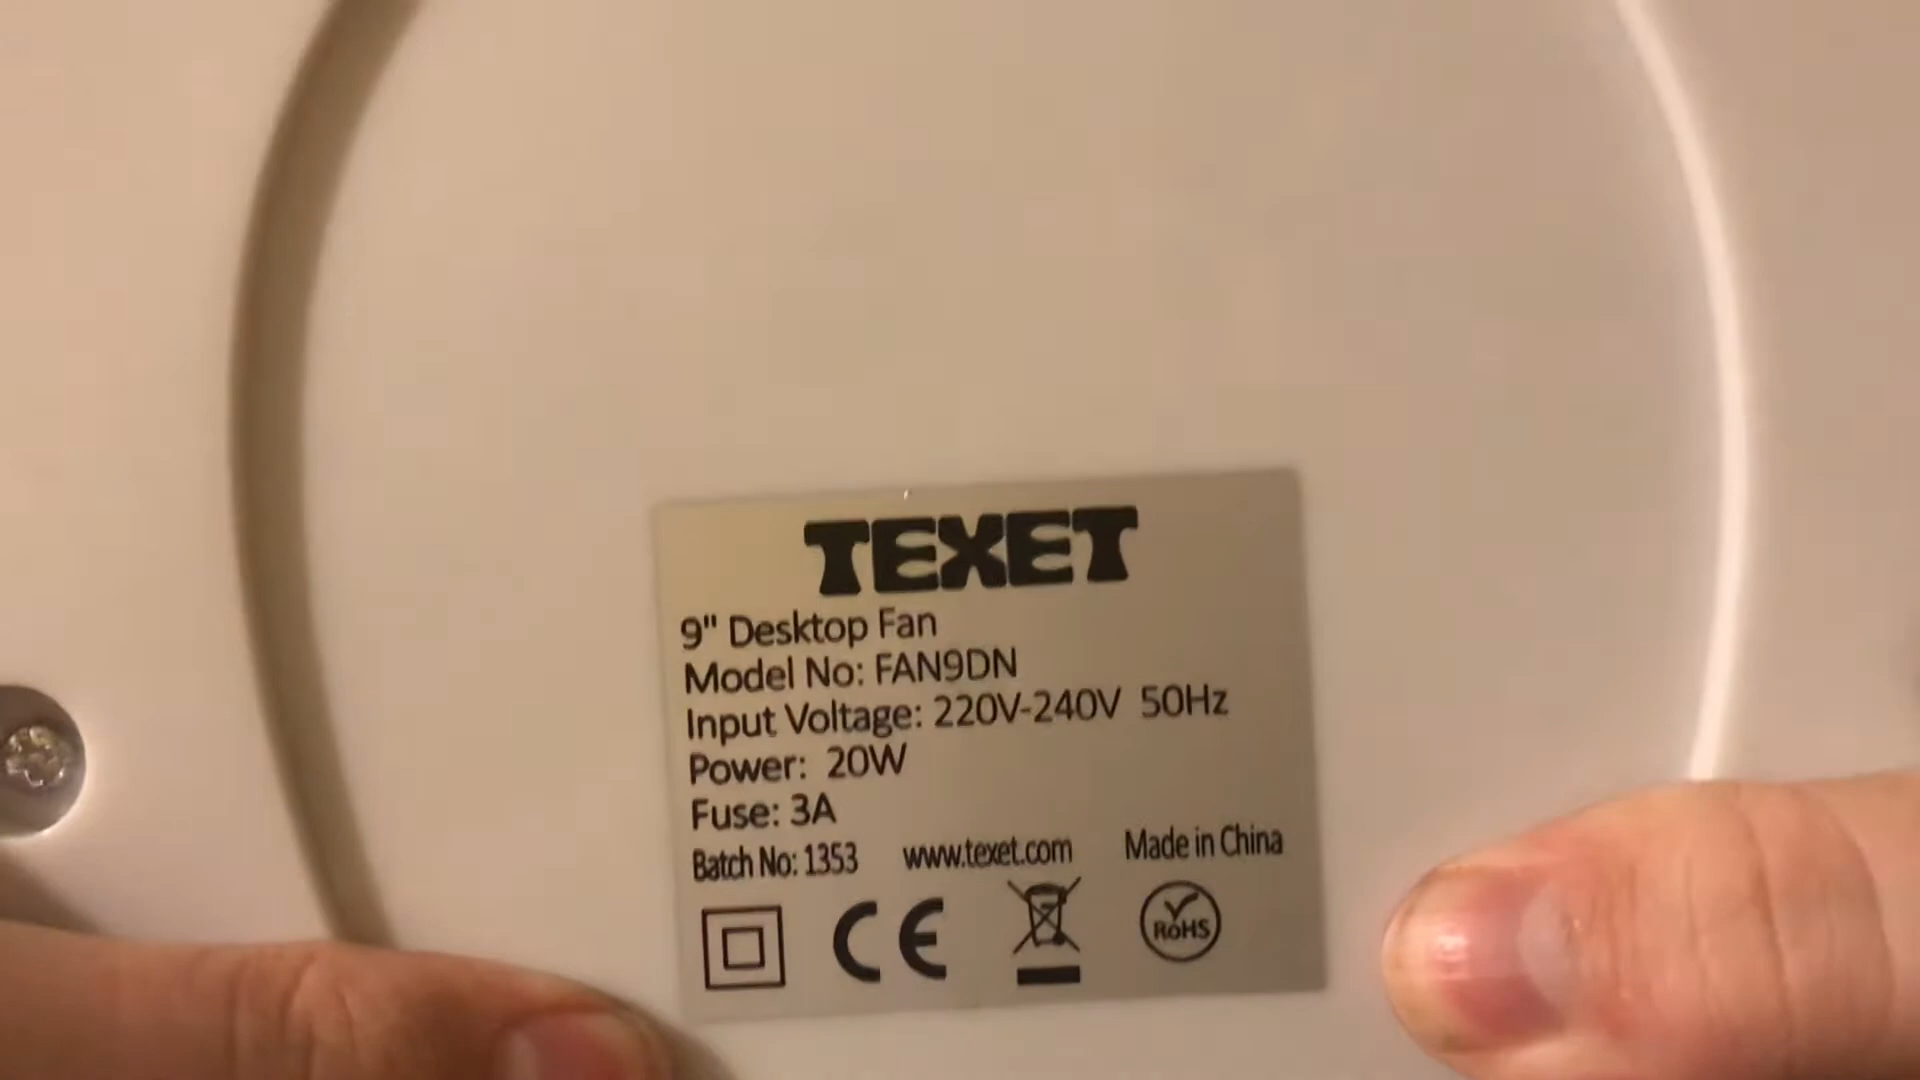 TEXET
9" Desktop Fan
Model No: FAN9DN
Input Voltage: 220V-240V 50Hz
Power: 20W
Fuse: 3A
Batch No: 1353 www.texet.com Made in China
CE RoHS